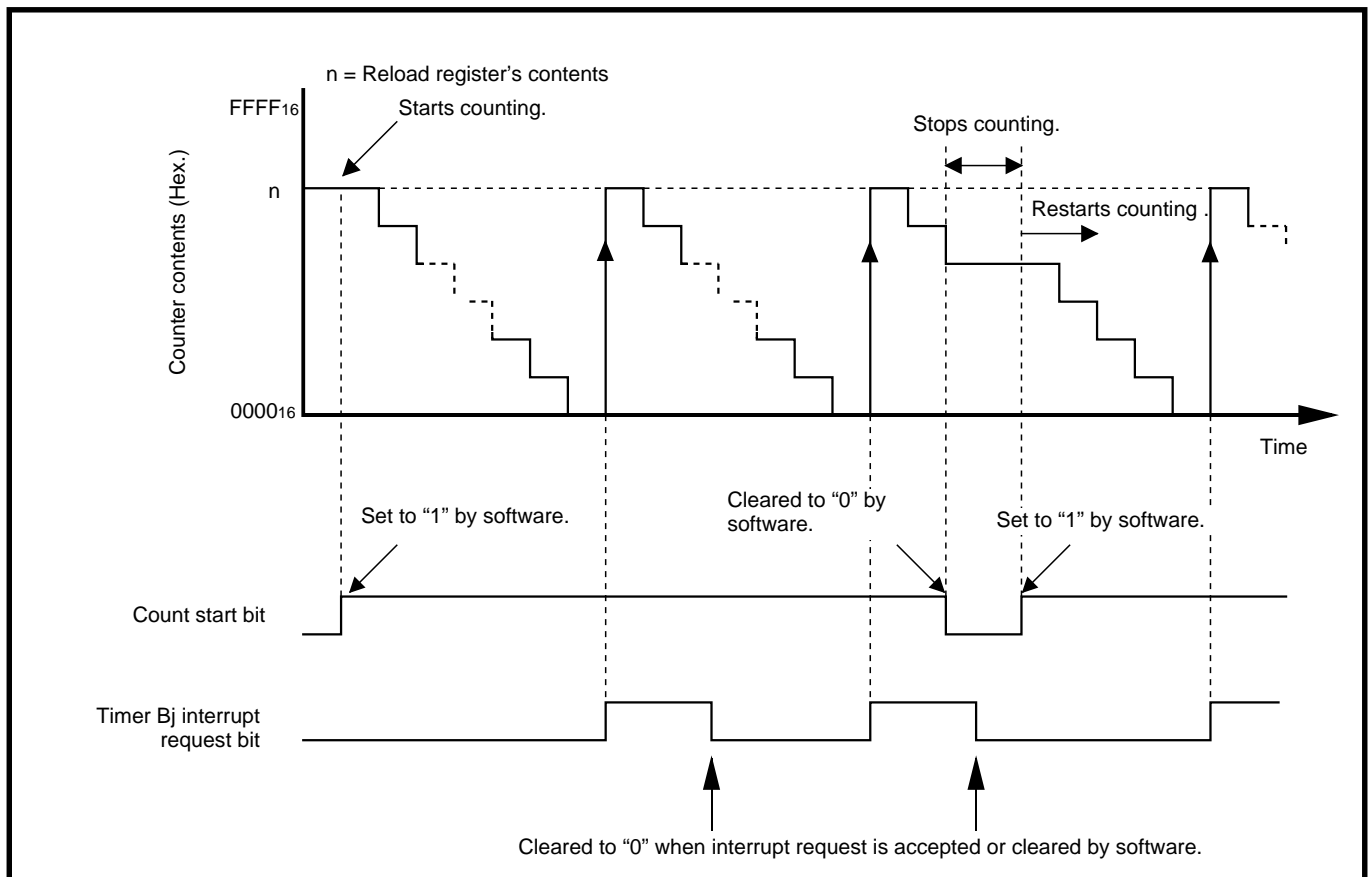 n = Reload register’s contents
FFFF16
Starts counting.
Stops counting.
Counter contents (Hex.)
n
Restarts counting .
000016
Time
Set to “1” by software.
Cleared to “0” by
software.
Set to “1” by software.
Count start bit
Timer Bj interrupt
request bit
Cleared to “0” when interrupt request is accepted or cleared by software.